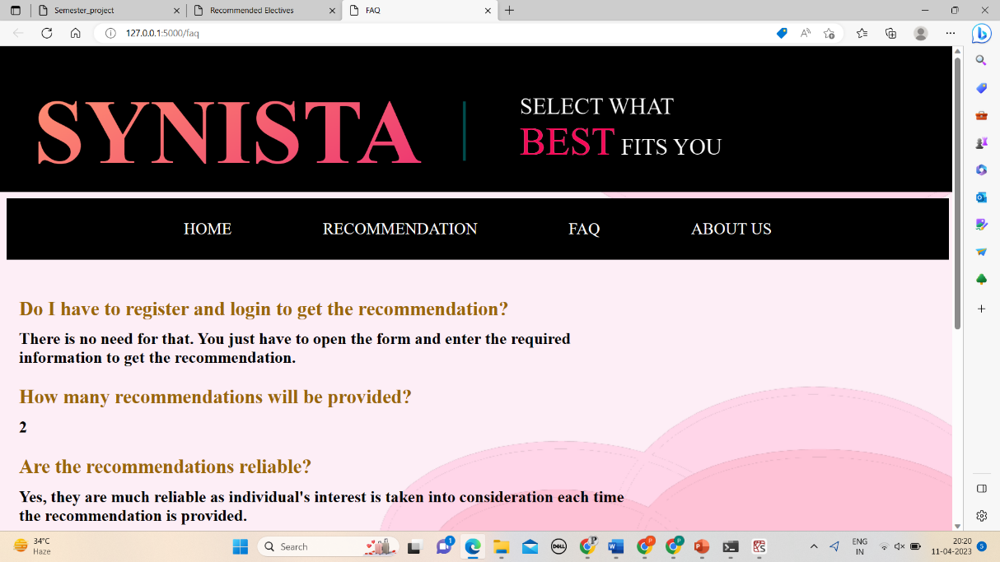 Semester_project
Recommended Electives
FAQ
127.0.0.1:5000/faq
SYNISTA
SELECT WHAT
BEST FITS YOU
HOME RECOMMENDATION FAQ ABOUT US
Do I have to register and login to get the recommendation?
There is no need for that. You just have to open the form and enter the required
information to get the recommendation.
How many recommendations will be provided?
2
Are the recommendations reliable?
Yes, they are much reliable as individual's interest is taken into consideration each time
the recommendation is provided.
34°C
Haze
Search
1
DELL
P
W
P
P
P
ENG
IN
20:20
11-04-2023
5